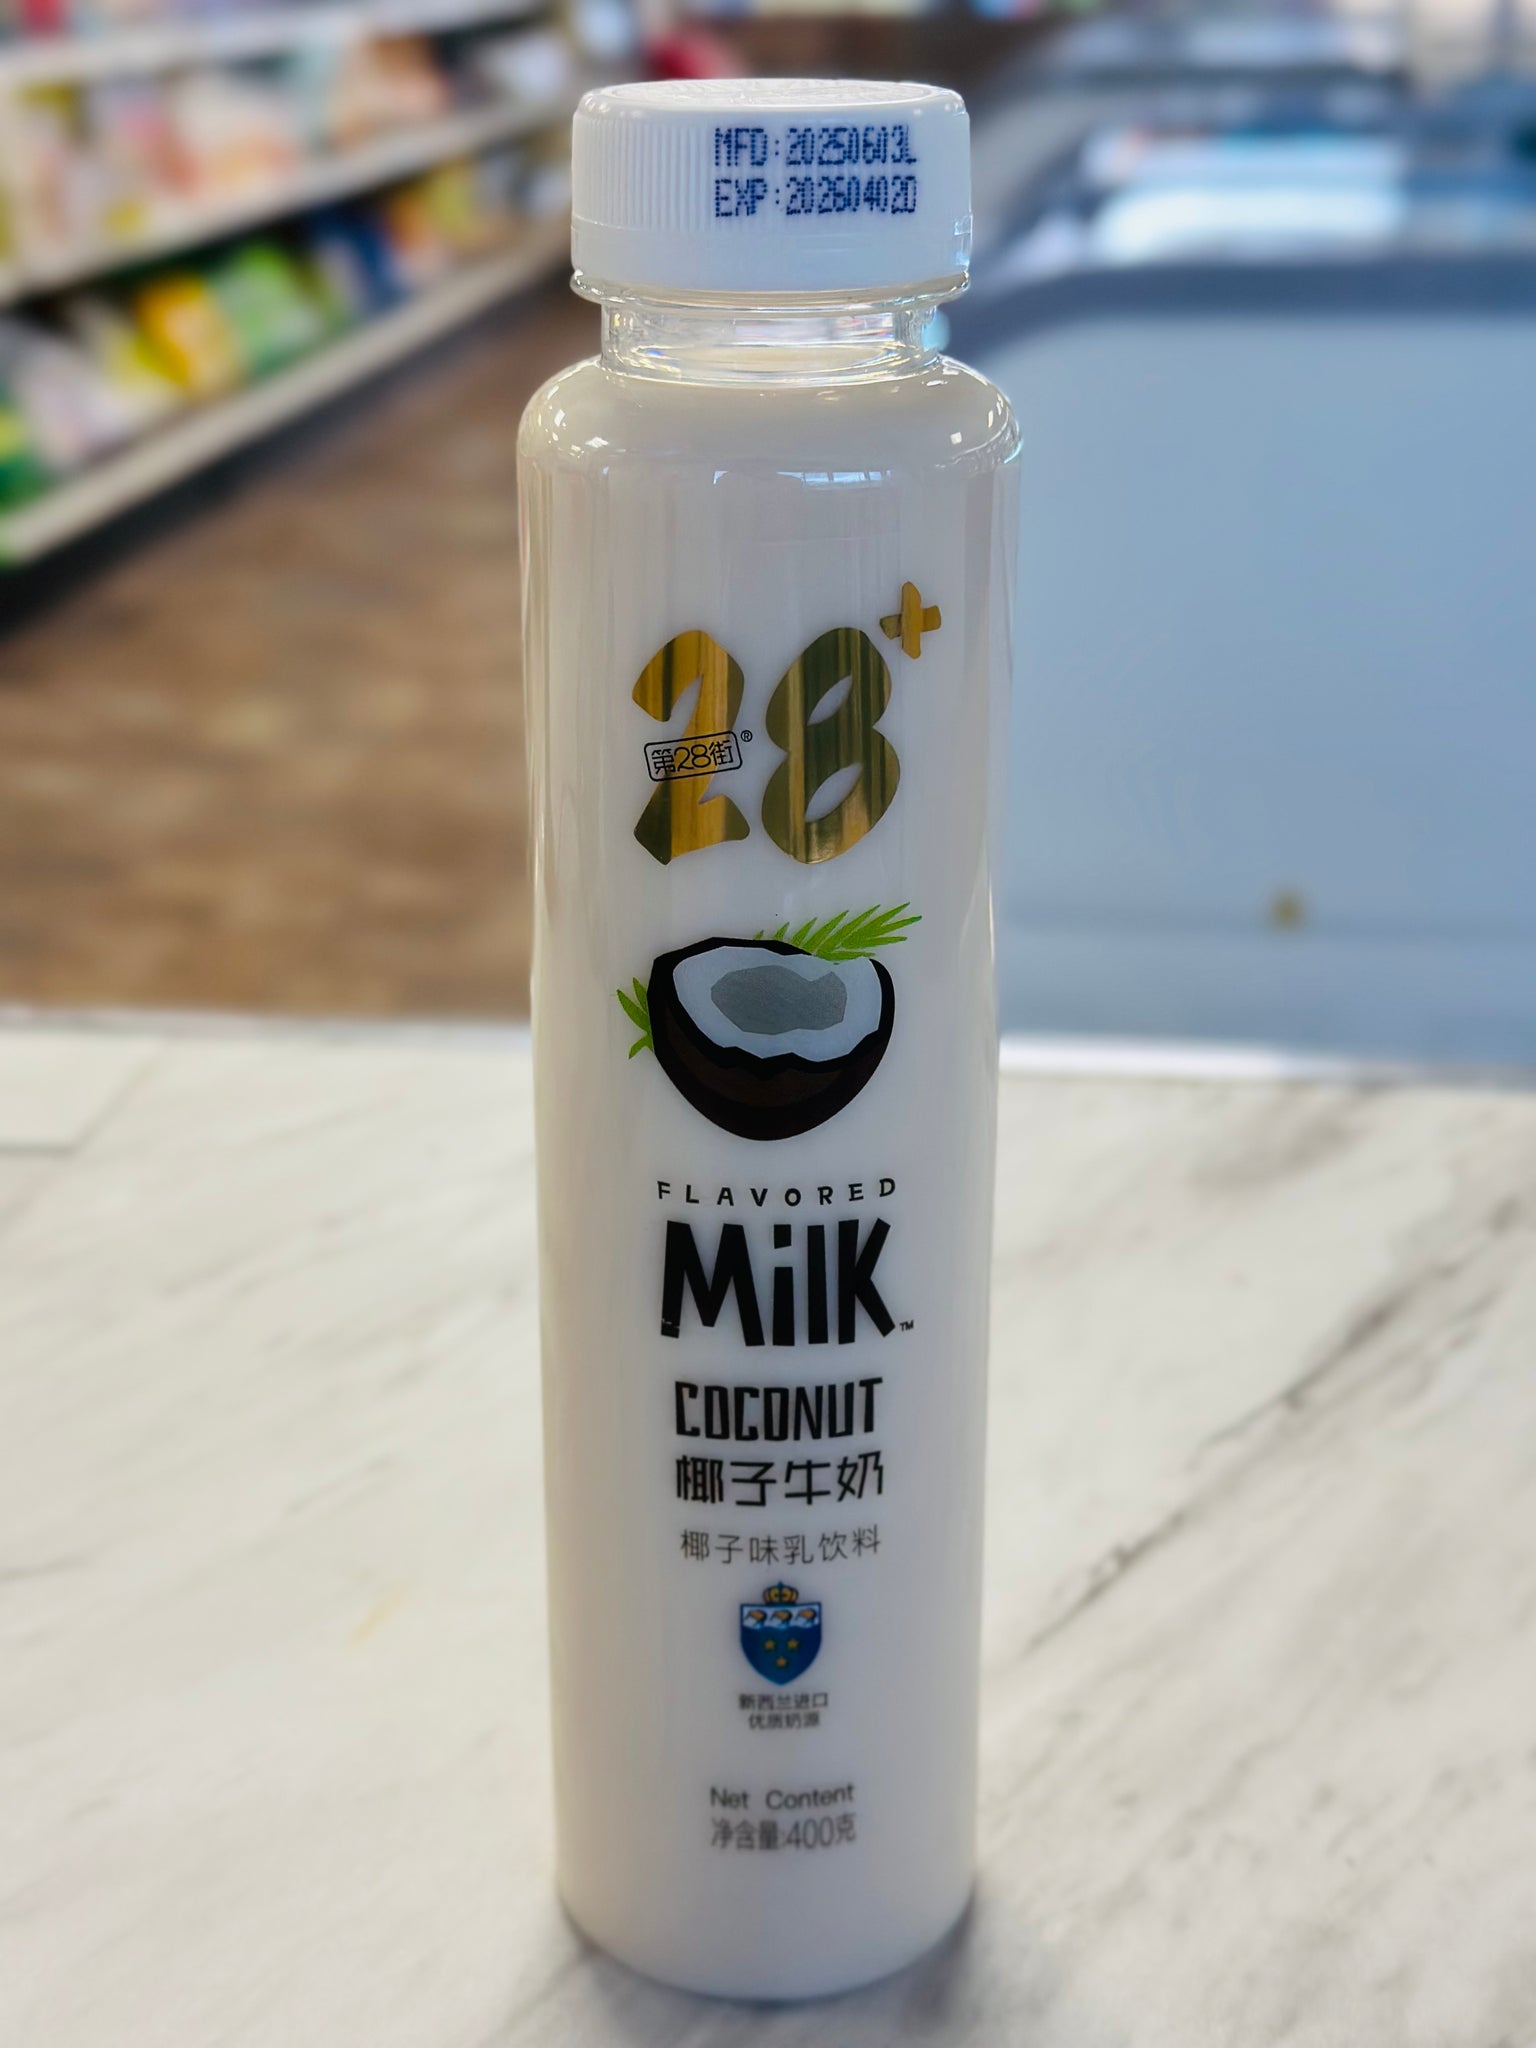 MFD:20250603L
EXP:20260402D
28+
第28街®
FLAVORED
MilK™
COCONUT
椰子牛奶
椰子味乳饮料
新西兰进口
优质奶源
Net Content
净含量:400克